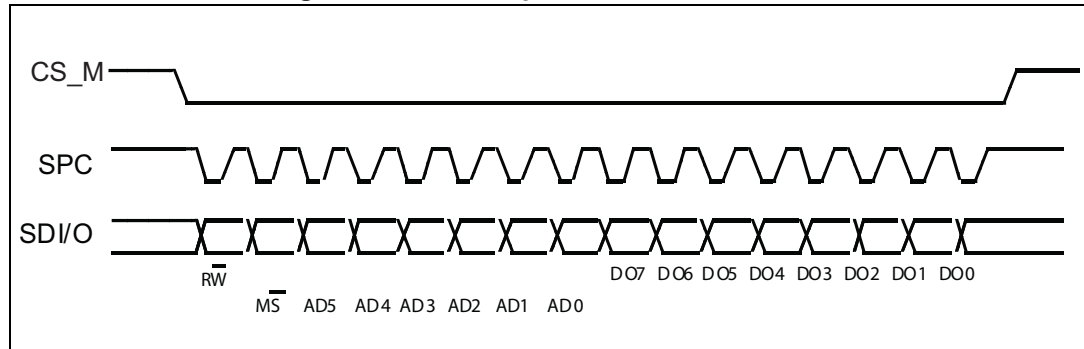 CS_M
SPC
SDI/O
RW DO7 DO6 DO5 DO4 DO3 DO2 DO1 DO0
MS AD5 AD4 AD3 AD2 AD1 AD0